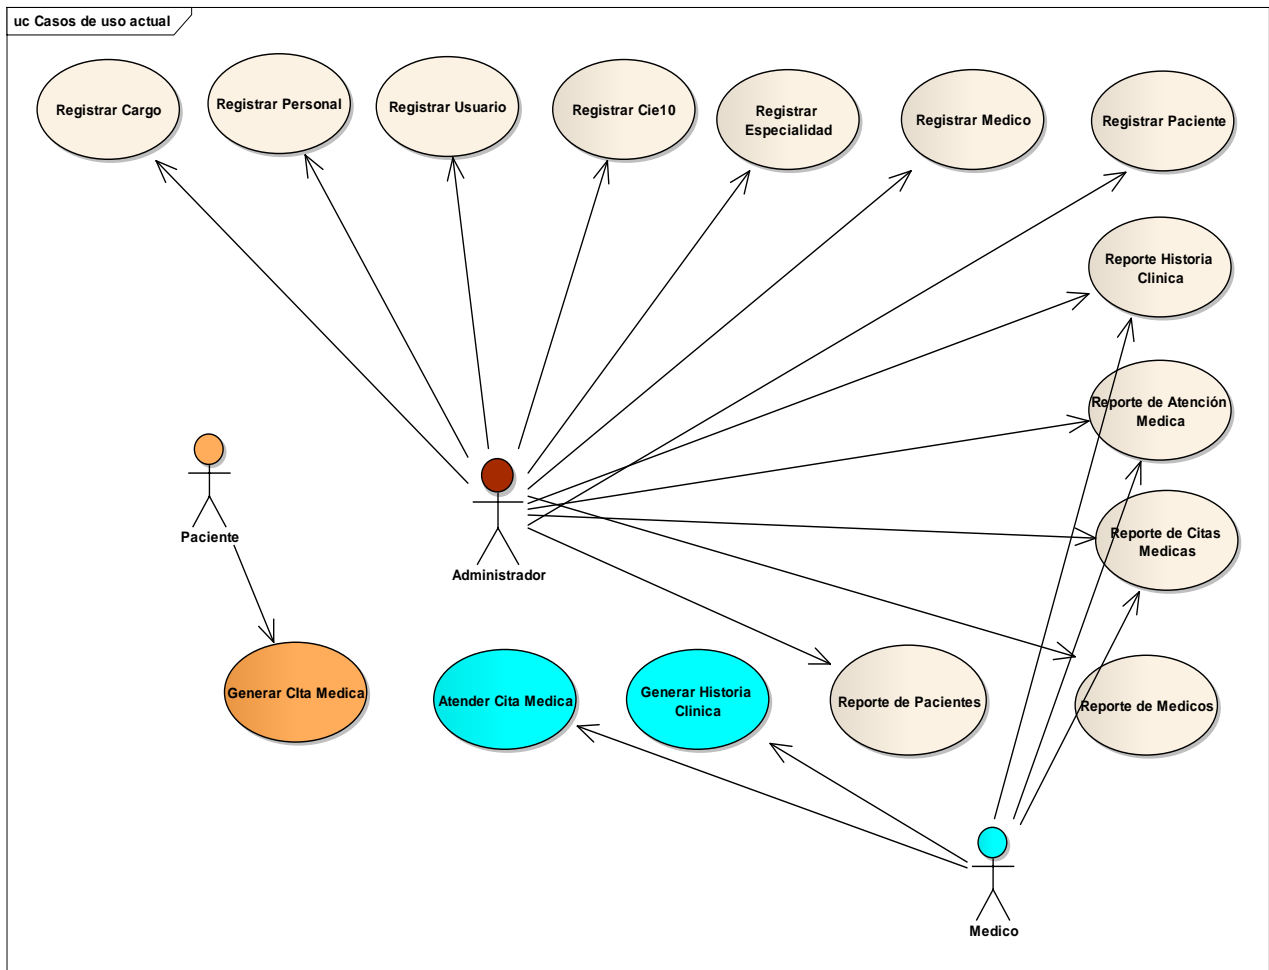 uc Casos de uso actual
Registrar Cargo
Registrar Personal
Registrar Usuario
Registrar Cie10
Registrar
Especialidad
Registrar Medico
Registrar Paciente
Reporte Historia
Clinica
Reporte de Atención
Medica
Reporte de Citas
Medicas
Paciente
Administrador
Generar CIta Medica
Atender Cita Medica
Generar Historia
Clinica
Reporte de Pacientes
Reporte de Medicos
Medico